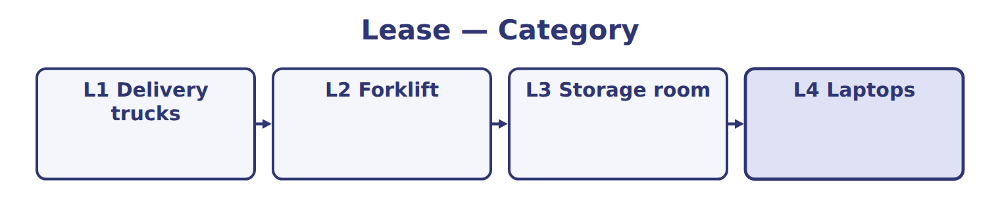 Lease — Category
L1 Delivery
trucks
L2 Forklift
L3 Storage room
L4 Laptops